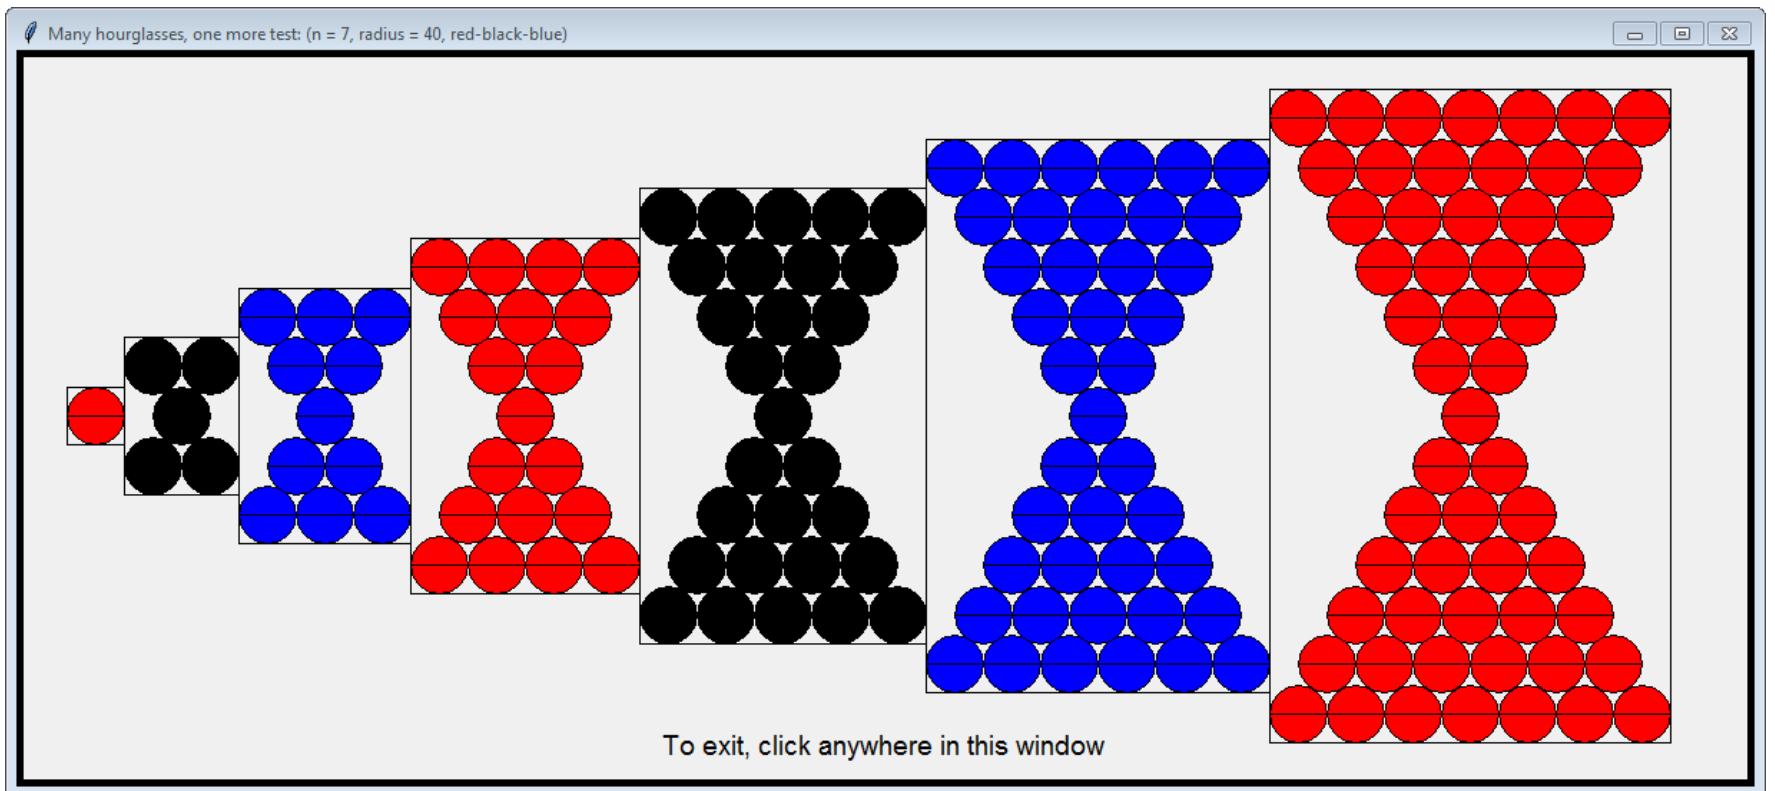 Many hourglasses, one more test: (n = 7, radius = 40, red-black-blue)
To exit, click anywhere in this window